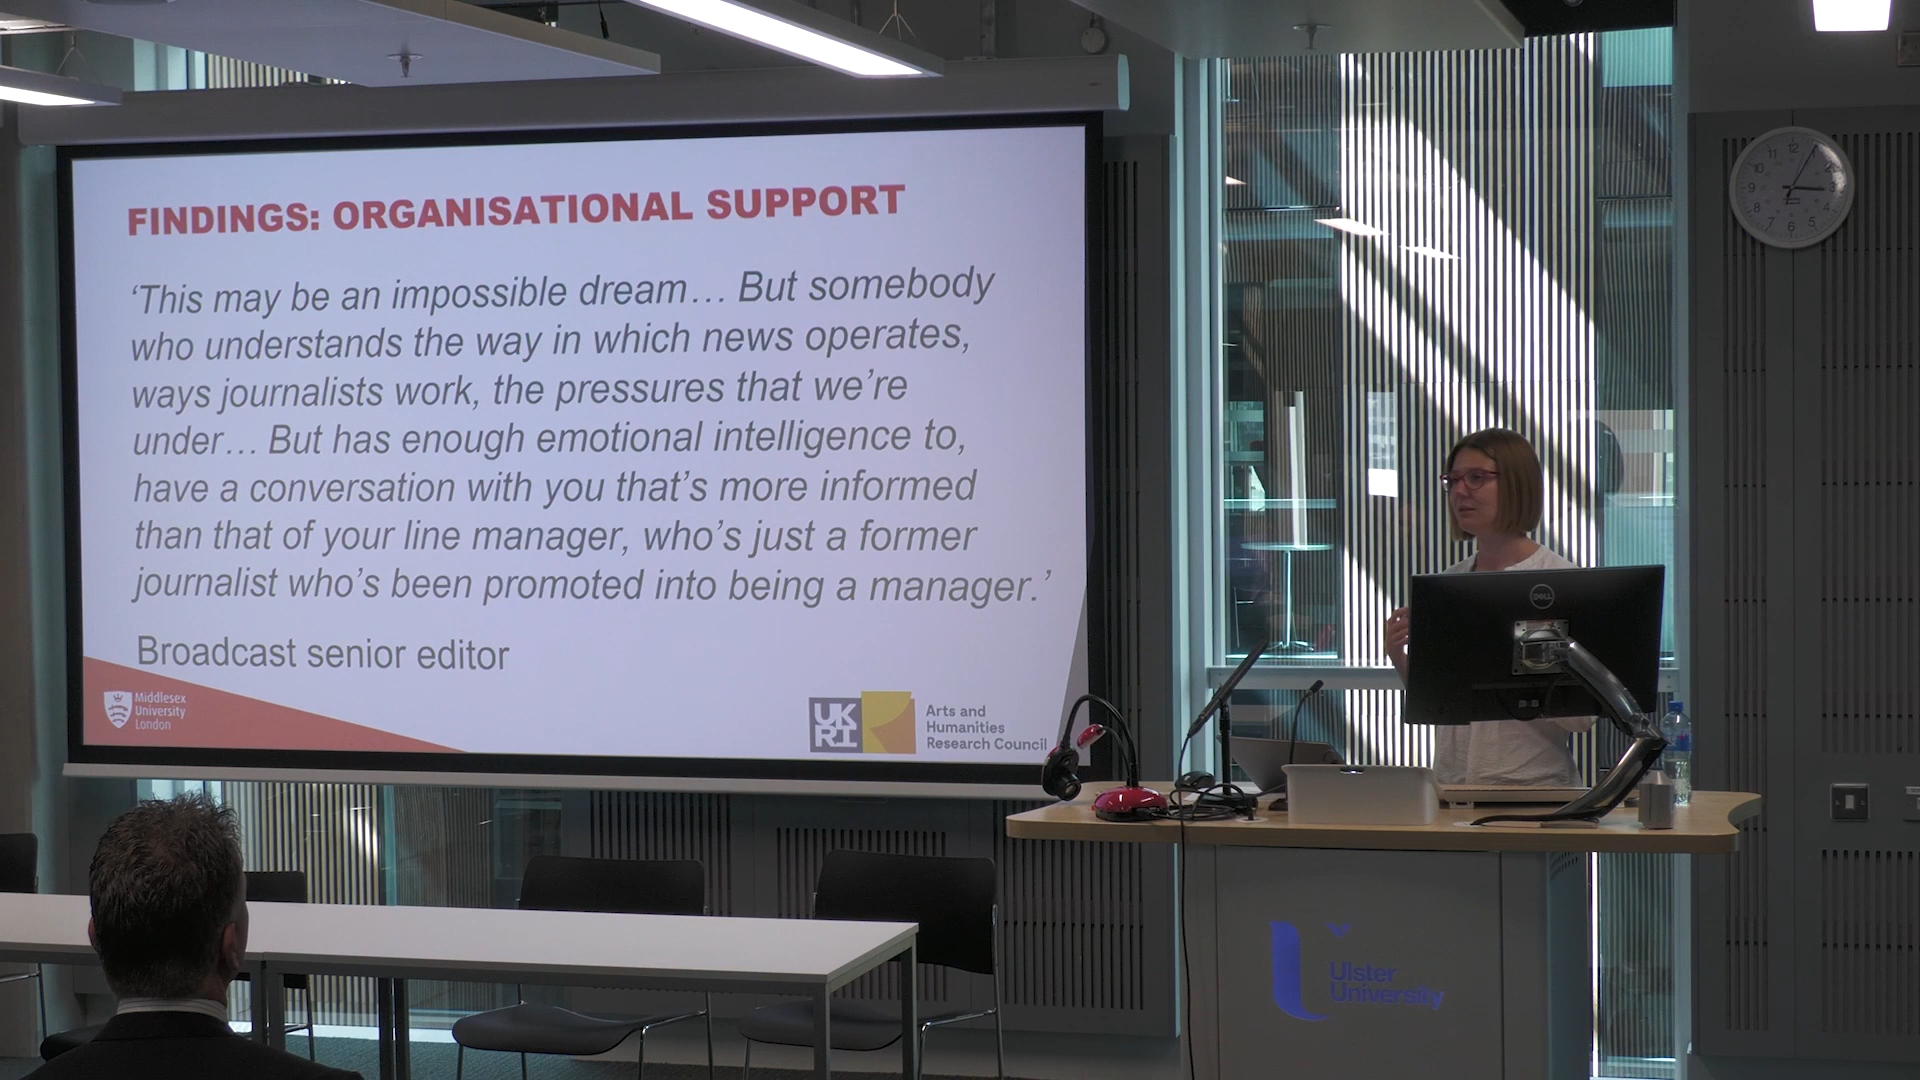 FINDINGS: ORGANISATIONAL SUPPORT
‘This may be an impossible dream… But somebody
who understands the way in which news operates,
ways journalists work, the pressures that we’re
under… But has enough emotional intelligence to,
have a conversation with you that’s more informed
than that of your line manager, who’s just a former
journalist who’s been promoted into being a manager.’
Broadcast senior editor
Middlesex
University
London
UK
RI
Arts and
Humanities
Research Council
DELL
Ulster
University